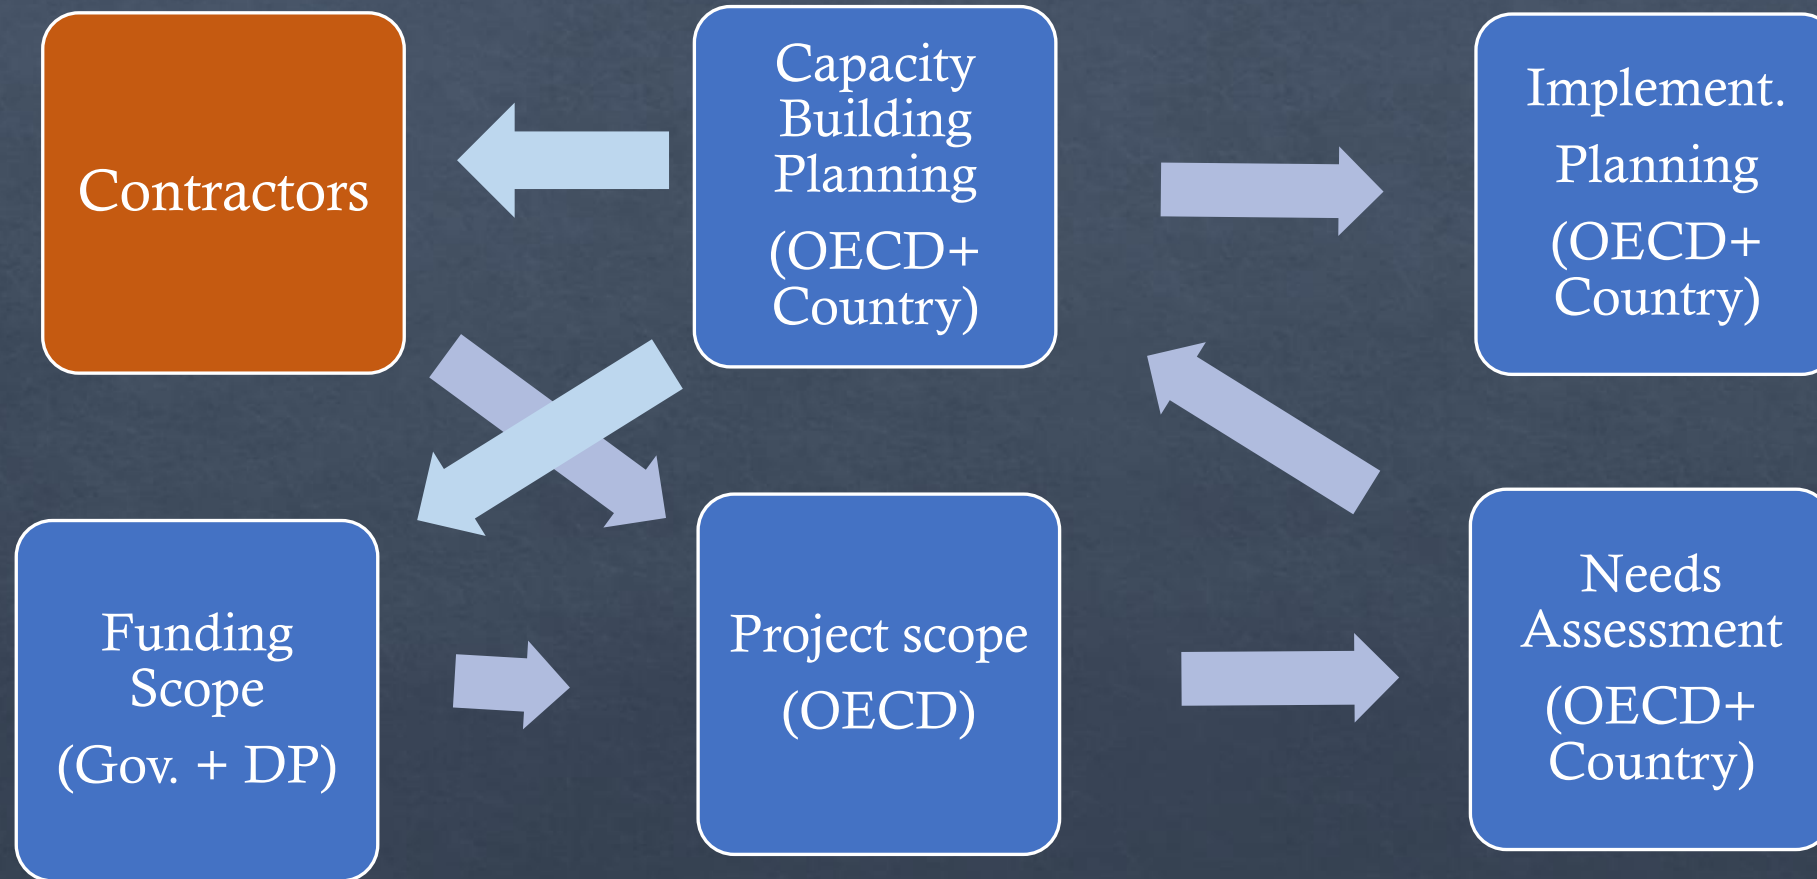 Contractors
Capacity
Building
Planning
(OECD+
Country)
Implement.
Planning
(OECD+
Country)
Funding
Scope
(Gov. + DP)
Project scope
(OECD)
Needs
Assessment
(OECD+
Country)